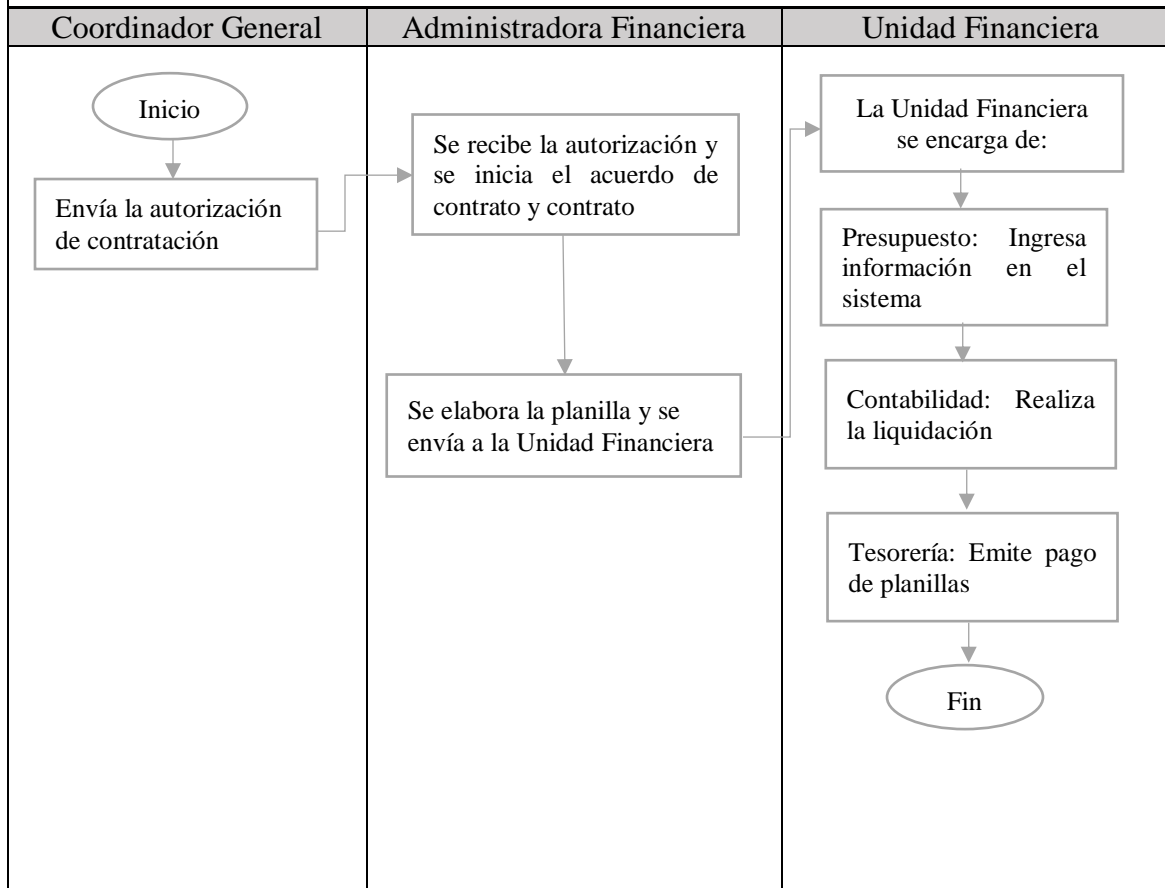 Coordinador General
Administradora Financiera
Unidad Financiera
Inicio
Envía la autorización
de contratación
Se recibe la autorización y
se inicia el acuerdo de
contrato y contrato
Se elabora la planilla y se
envía a la Unidad Financiera
La Unidad Financiera
se encarga de:
Presupuesto: Ingresa
información en el
sistema
Contabilidad: Realiza
la liquidación
Tesorería: Emite pago
de planillas
Fin